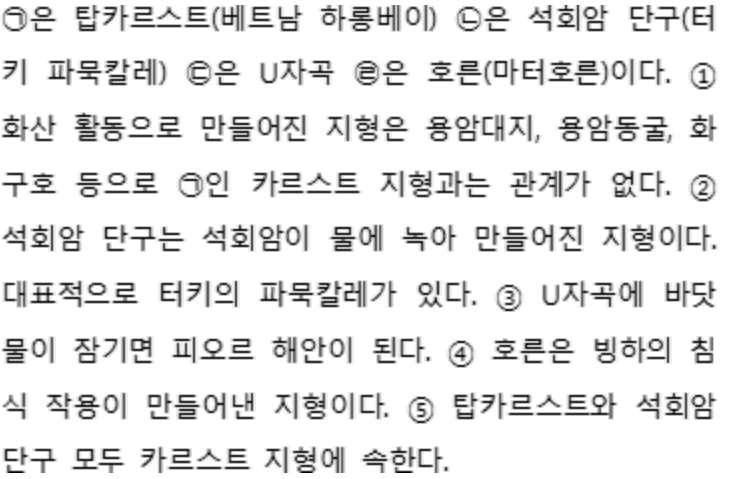 ㉠은 탑카르스트(베트남 하롱베이) ㉡은 석회암 단구(터
키 파묵칼레) ㉢은 U자곡 ㉣은 호른(마터호른)이다. ①
화산 활동으로 만들어진 지형은 용암대지, 용암동굴, 화
구호 등으로 ㉠인 카르스트 지형과는 관계가 없다. ②
석회암 단구는 석회암이 물에 녹아 만들어진 지형이다.
대표적으로 터키의 파묵칼레가 있다. ③ U자곡에 바닷
물이 잠기면 피오르 해안이 된다. ④ 호른은 빙하의 침
식 작용이 만들어낸 지형이다. ⑤ 탑카르스트와 석회암
단구 모두 카르스트 지형에 속한다.